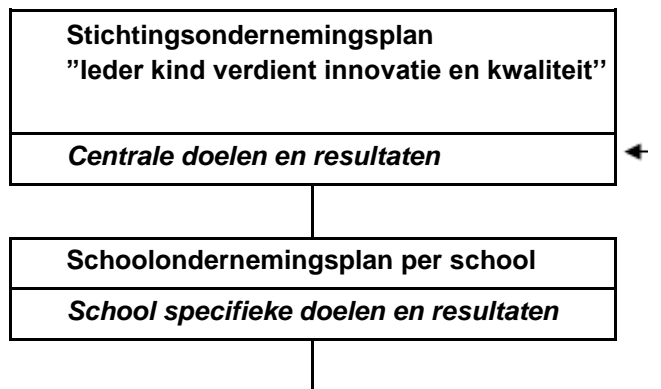 Stichtingsondernemingsplan
”Ieder kind verdient innovatie en kwaliteit’’
Centrale doelen en resultaten
Schoolondernemingsplan per school
School specifieke doelen en resultaten